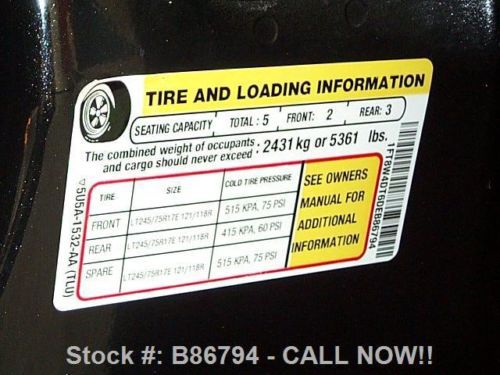 TIRE AND LOADING INFORMATION
SEATING CAPACITY TOTAL : 5 FRONT: 2 REAR: 3
The combined weight of occupants
and cargo should never exceed : 2431 kg or 5361 lbs.
TIRE SIZE COLD TIRE PRESSURE
FRONT LT245/75R17E 121/118R 515 KPA, 75 PSI
REAR LT245/75R17E 121/118R 415 KPA, 60 PSI
SPARE LT245/75R17E 121/118R 515 KPA, 75 PSI
SEE OWNERS
MANUAL FOR
ADDITIONAL
INFORMATION
5U5A-1532-AA (TLU)
1FT8W4DT6DEB86794
Stock #: B86794 - CALL NOW!!